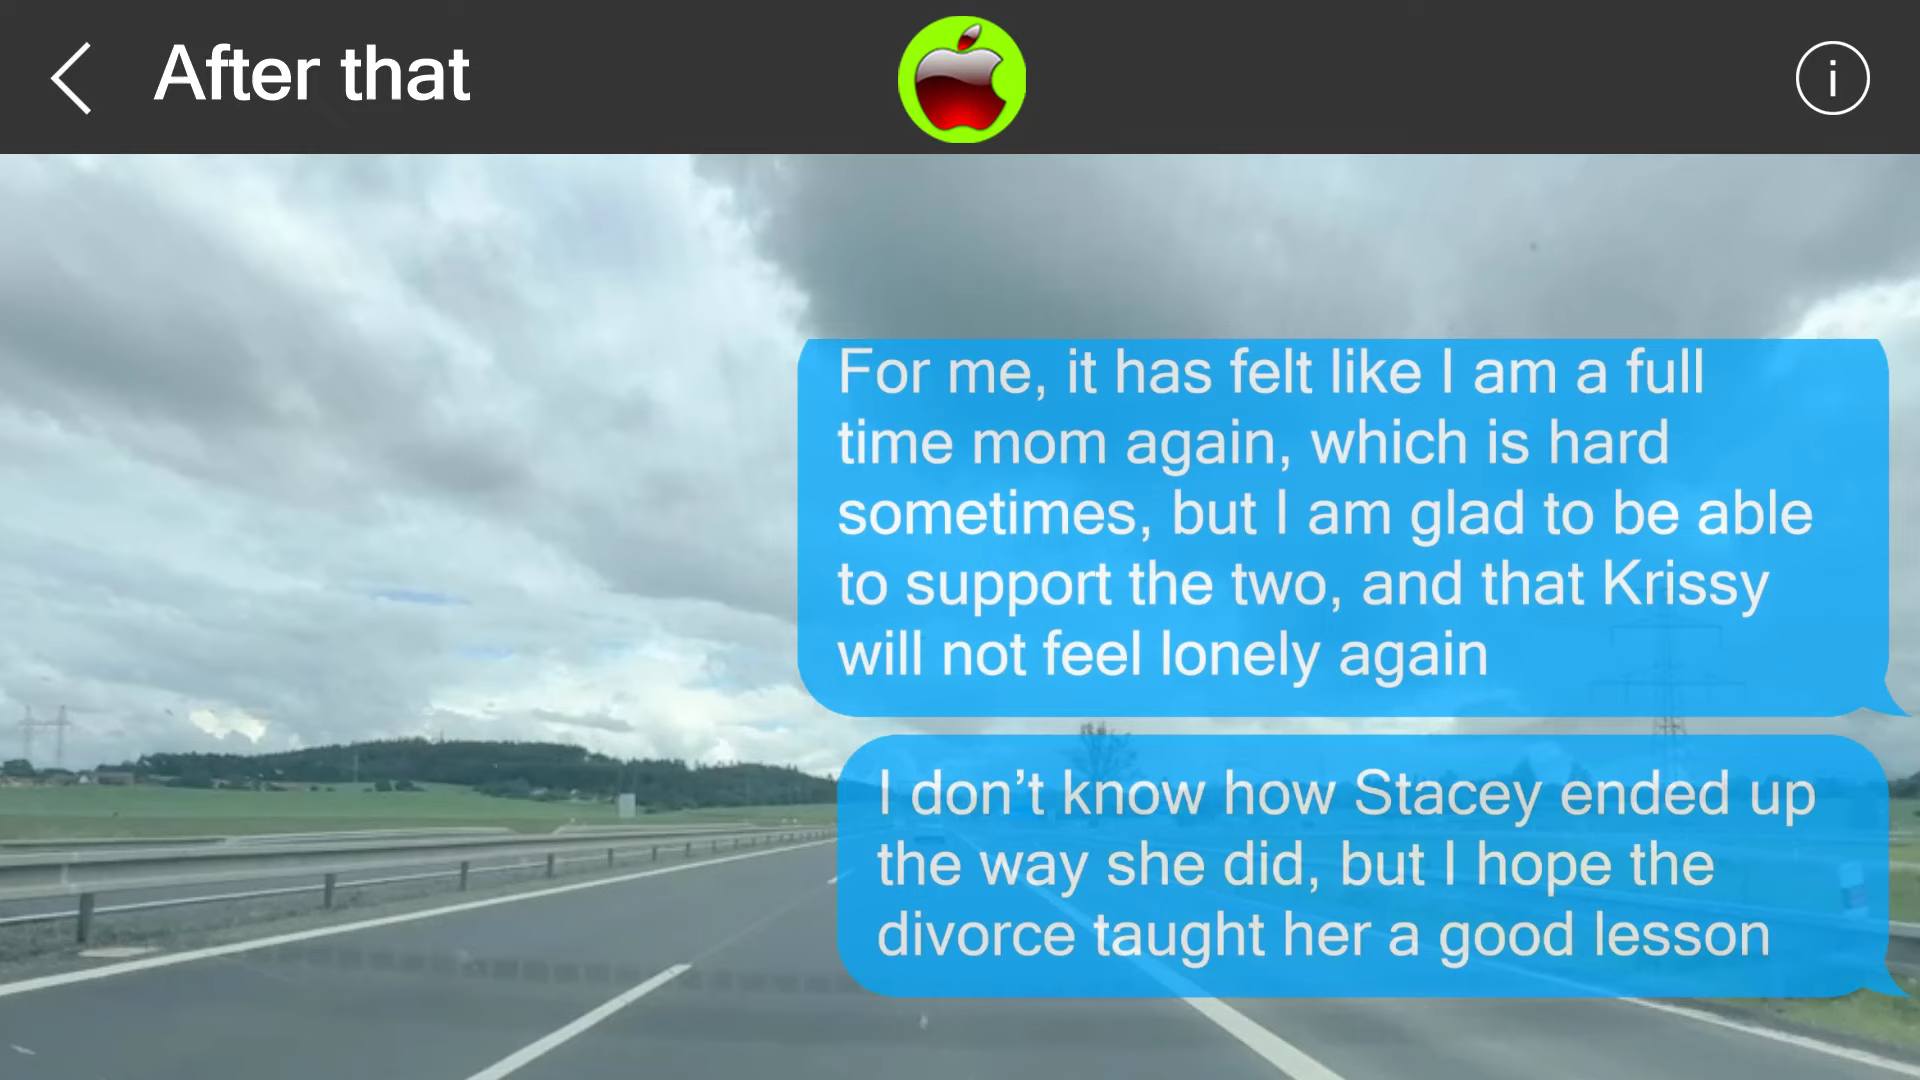 After that
i
For me, it has felt like I am a full
time mom again, which is hard
sometimes, but I am glad to be able
to support the two, and that Krissy
will not feel lonely again
I don’t know how Stacey ended up
the way she did, but I hope the
divorce taught her a good lesson